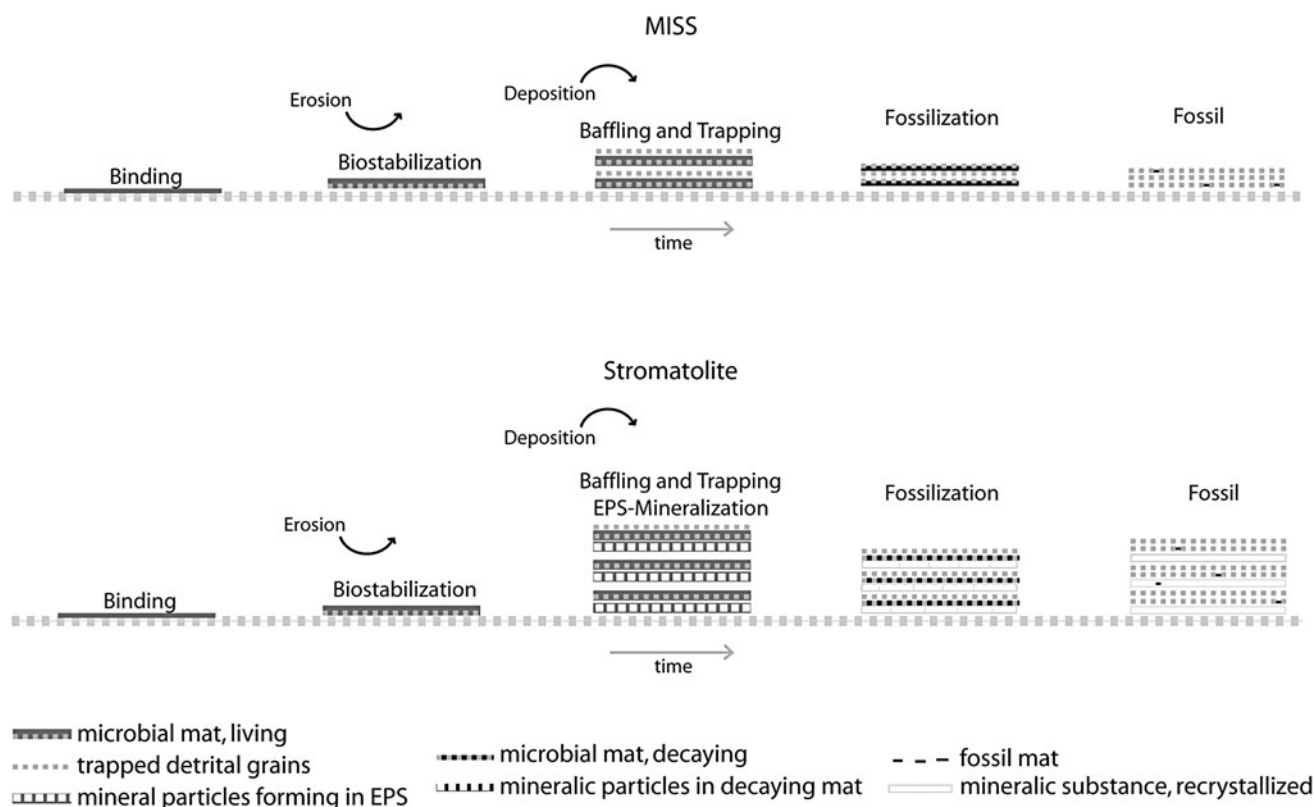 MISS
Deposition
Erosion
Baffling and Trapping
Fossilization
Fossil
Biostabilization
Binding
time
Stromatolite
Deposition
Baffling and Trapping
EPS-Mineralization
Fossilization
Fossil
Erosion
Biostabilization
Binding
time
microbial mat, living
trapped detrital grains
mineral particles forming in EPS
microbial mat, decaying
mineralic particles in decaying mat
fossil mat
mineralic substance, recrystallized